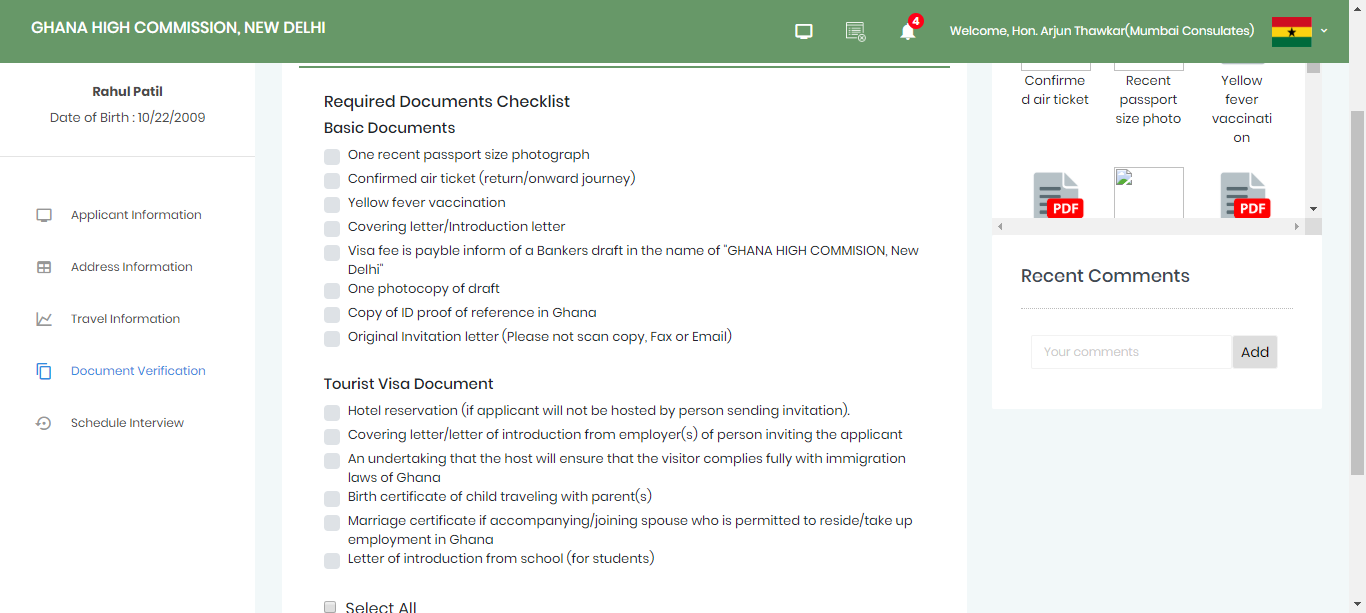 GHANA HIGH COMMISSION, NEW DELHI
4
Welcome, Hon. Arjun Thawkar(Mumbai Consulates)
Rahul Patil
Date of Birth : 10/22/2009
Applicant Information
Address Information
Travel Information
Document Verification
Schedule Interview
Required Documents Checklist
Basic Documents
One recent passport size photograph
Confirmed air ticket (return/onward journey)
Yellow fever vaccination
Covering letter/Introduction letter
Visa fee is payble inform of a Bankers draft in the name of "GHANA HIGH COMMISION, New
Delhi"
One photocopy of draft
Copy of ID proof of reference in Ghana
Original Invitation letter (Please not scan copy, Fax or Email)
Tourist Visa Document
Hotel reservation (if applicant will not be hosted by person sending invitation).
Covering letter/letter of introduction from employer(s) of person inviting the applicant
An undertaking that the host will ensure that the visitor complies fully with immigration
laws of Ghana
Birth certificate of child traveling with parent(s)
Marriage certificate if accompanying/joining spouse who is permitted to reside/take up
employment in Ghana
Letter of introduction from school (for students)
Select All
Confirme
d air ticket
Recent
passport
size photo
Yellow
fever
vaccinati
on
PDF
PDF
Recent Comments
Your comments
Add